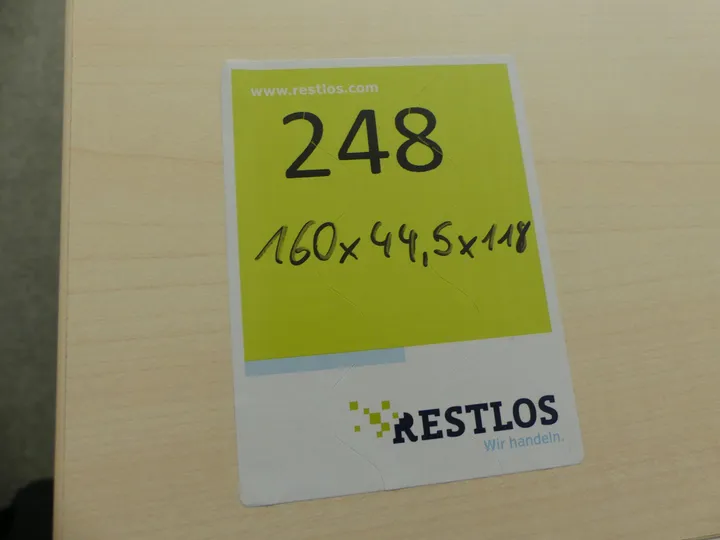 www.restlos.com
248
160x44,5x118
RESTLOS
Wir handeln.